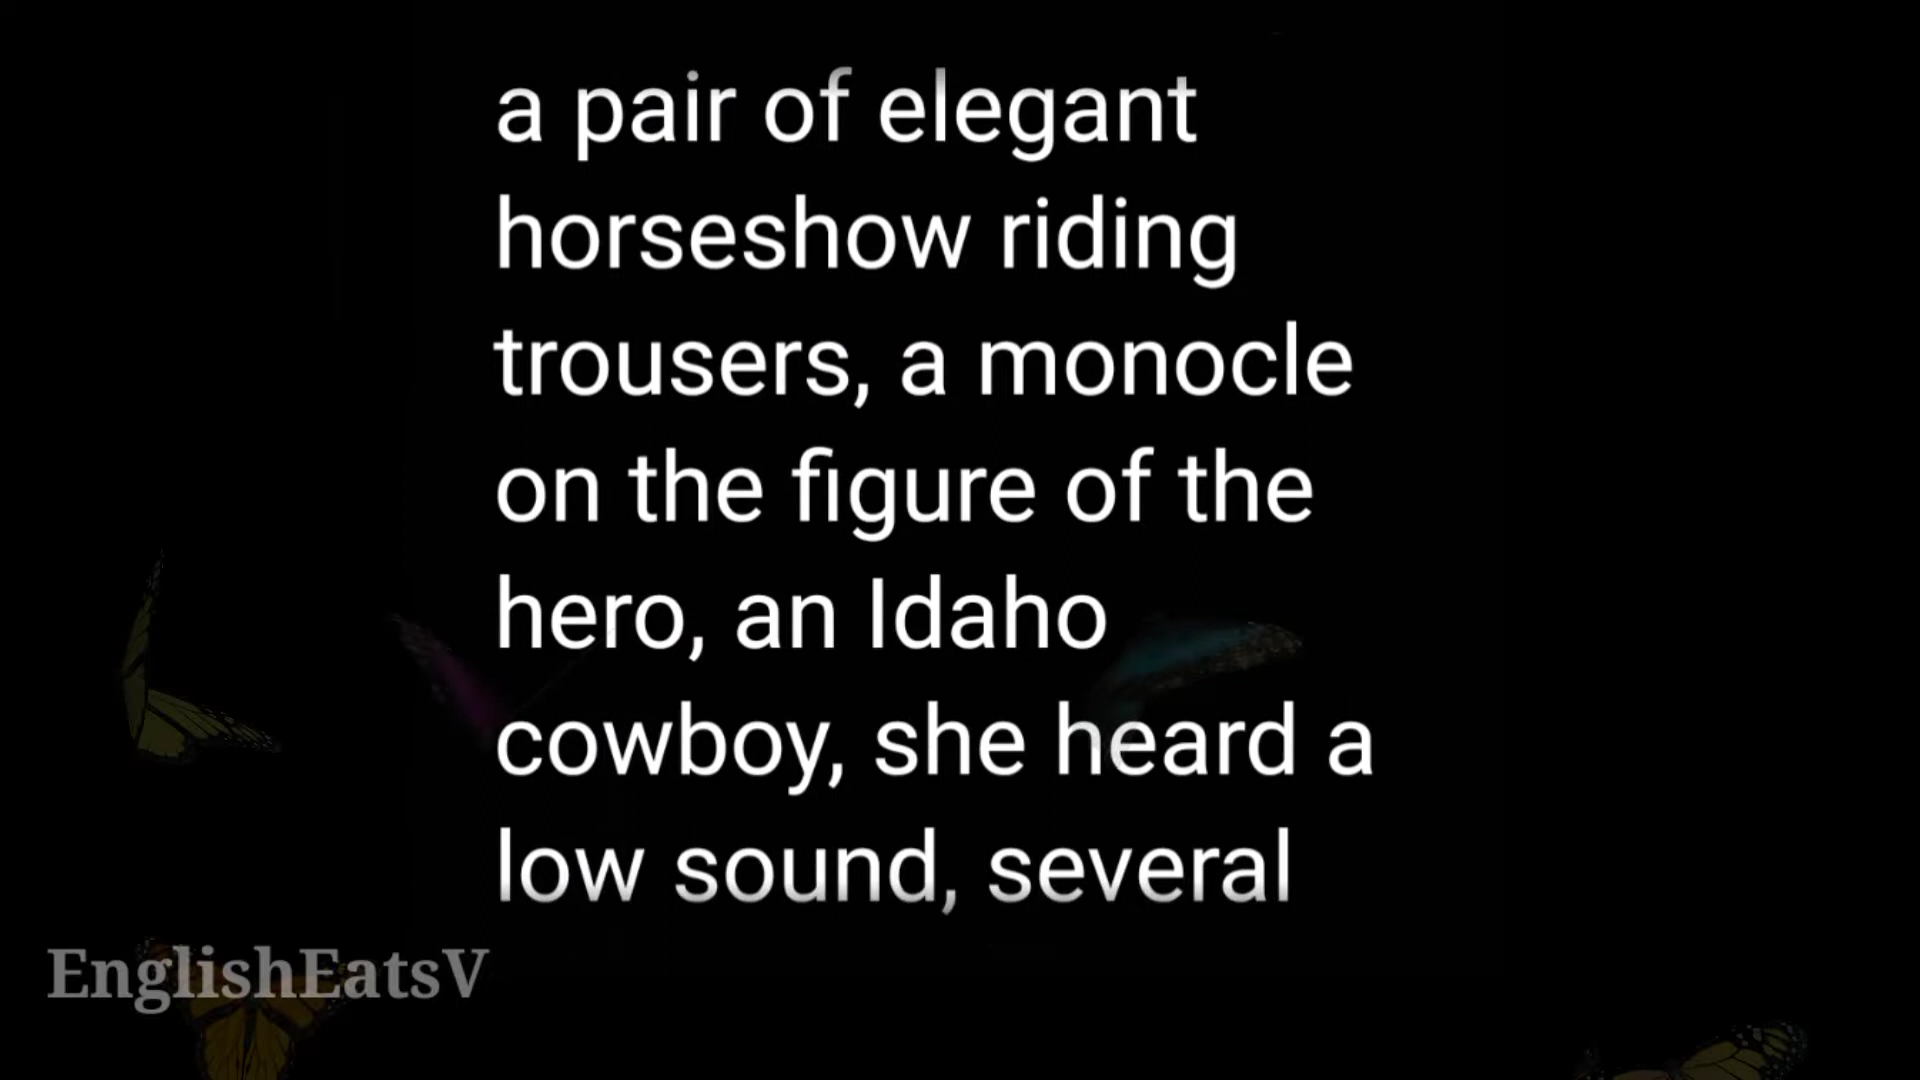 a pair of elegant
horseshow riding
trousers, a monocle
on the figure of the
hero, an Idaho
cowboy, she heard a
low sound, several
EnglishEatsV